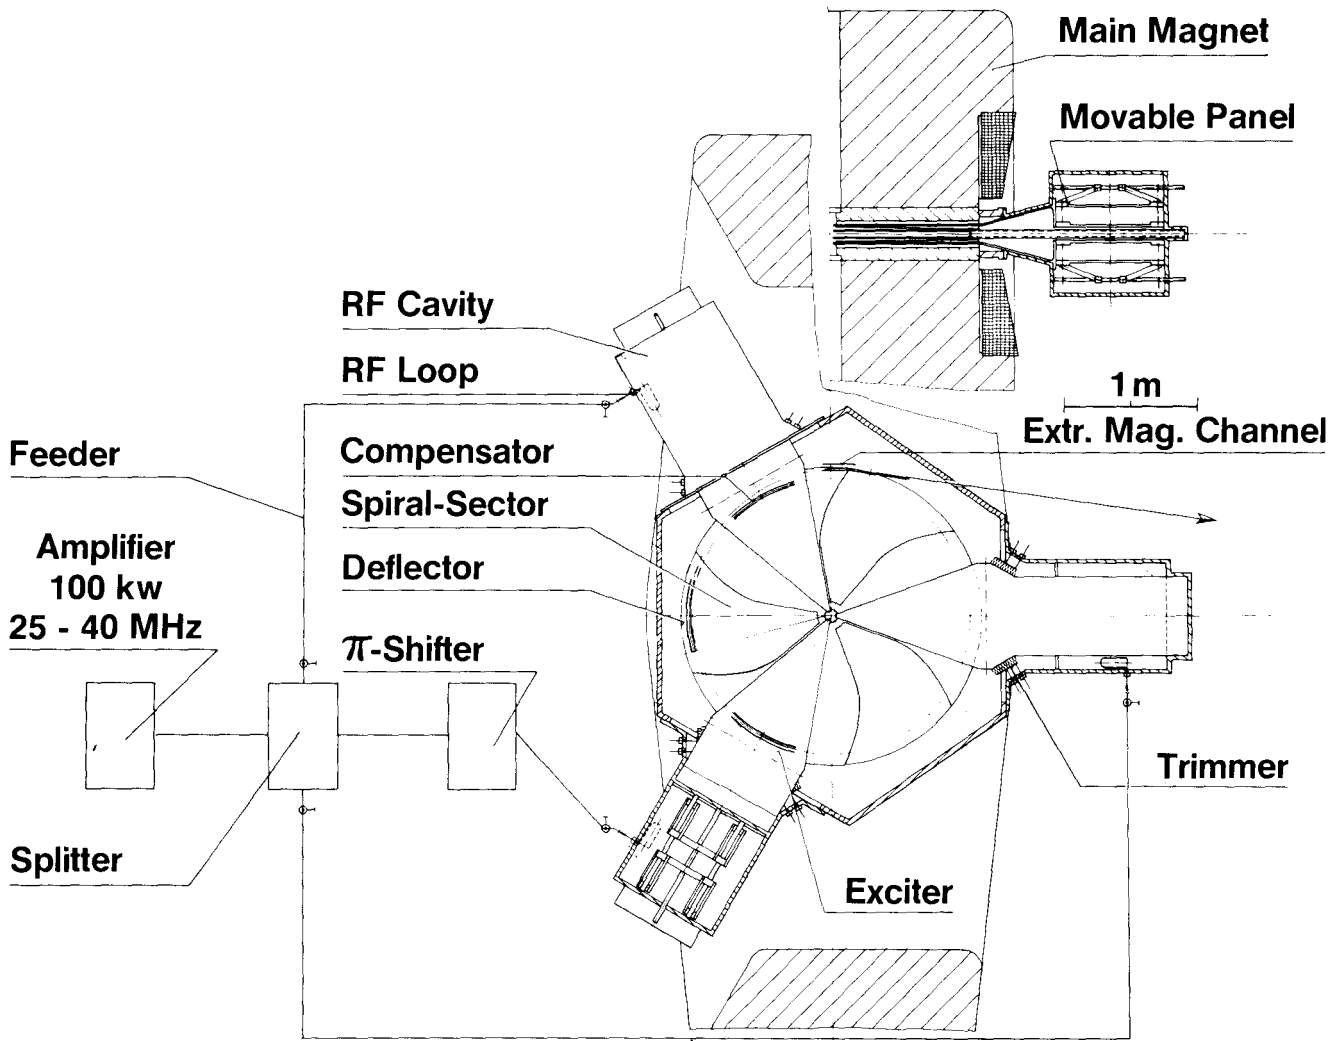 Main Magnet
Movable Panel
RF Cavity
RF Loop
1 m
Extr. Mag. Channel
Feeder
Compensator
Spiral-Sector
Amplifier
100 kw
25 - 40 MHz
Deflector
π-Shifter
Trimmer
Splitter
Exciter